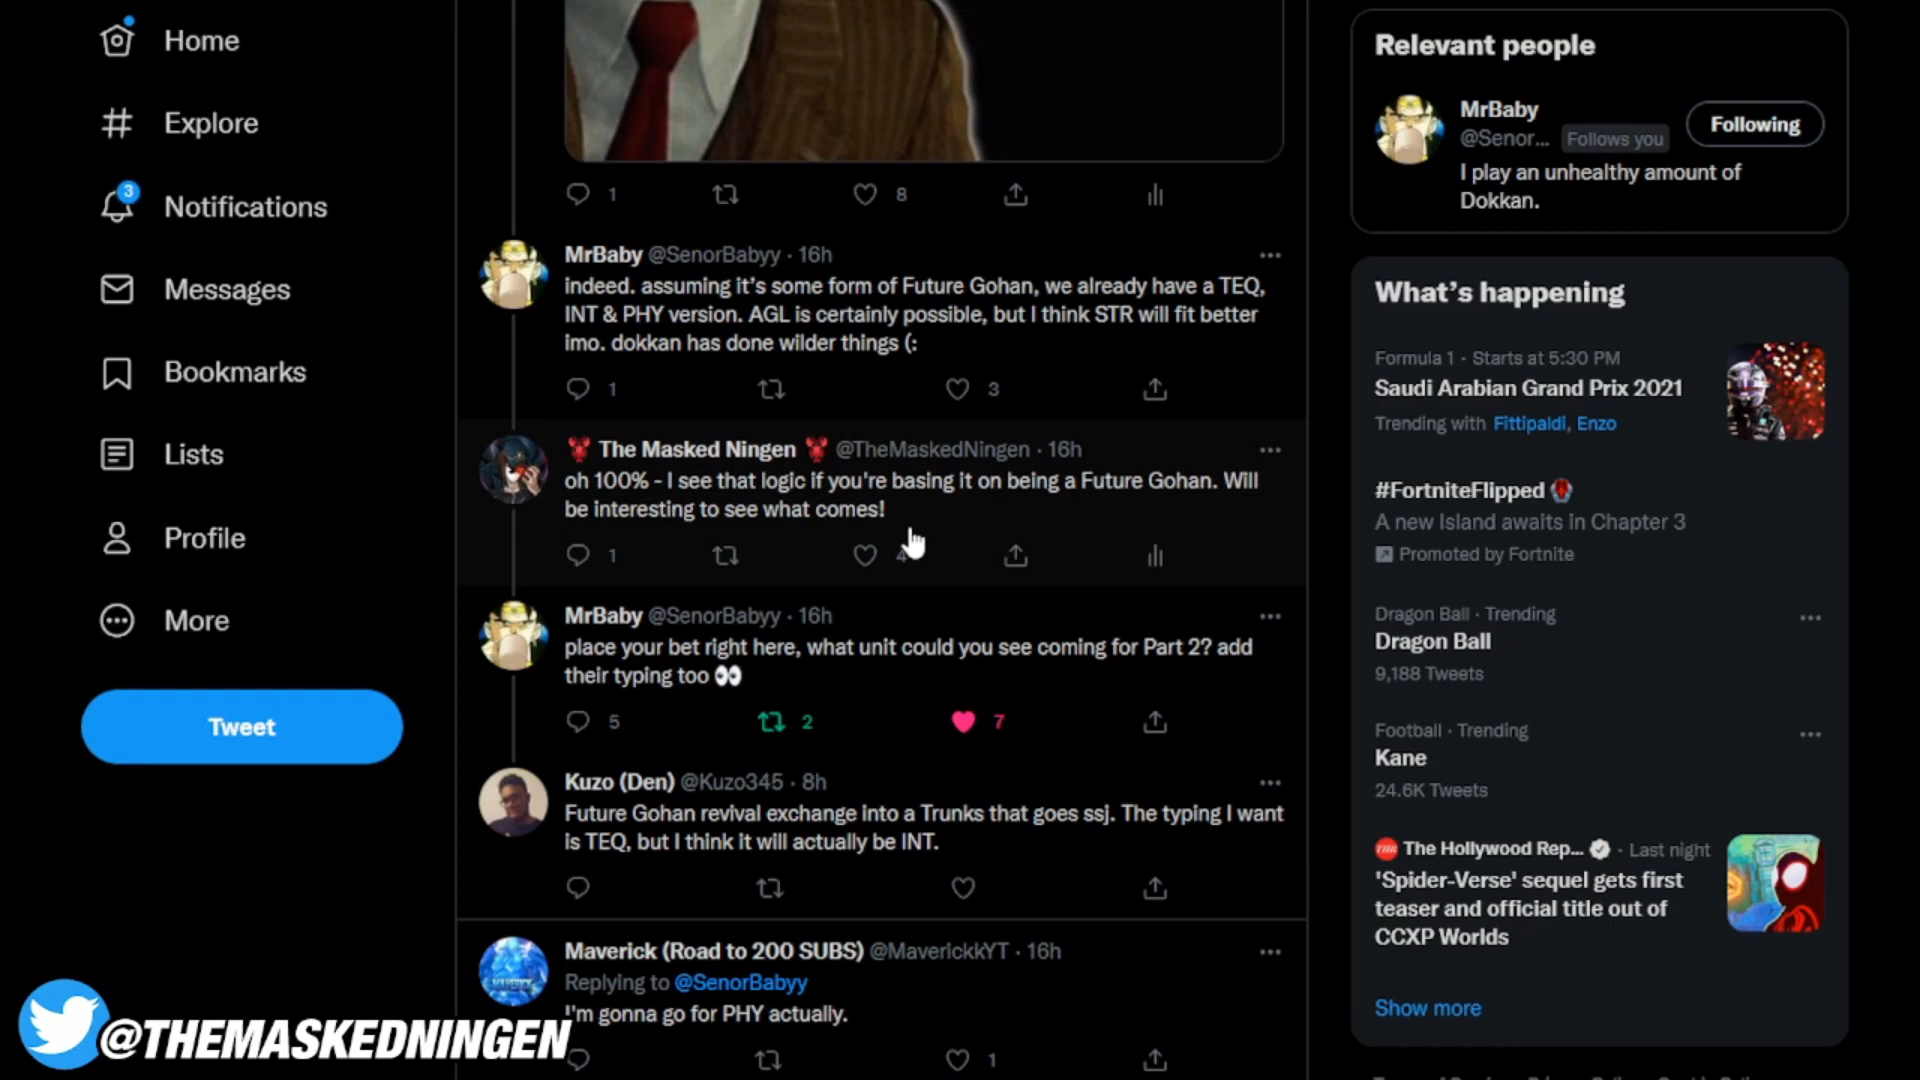 Home
Explore
3
Notifications
Messages
Bookmarks
Lists
Profile
More
Tweet
1
8
MrBaby @SenorBabyy · 16h
indeed. assuming it's some form of Future Gohan, we already have a TEQ,
INT & PHY version. AGL is certainly possible, but I think STR will fit better
imo. dokkan has done wilder things (:
1
3
The Masked Ningen @TheMaskedNingen · 16h
oh 100% - I see that logic if you're basing it on being a Future Gohan. Will
be interesting to see what comes!
1
MrBaby @SenorBabyy · 16h
place your bet right here, what unit could you see coming for Part 2? add
their typing too 👀
5
2
7
Kuzo (Den) @Kuzo345 · 8h
Future Gohan revival exchange into a Trunks that goes ssj. The typing I want
is TEQ, but I think it will actually be INT.
Maverick (Road to 200 SUBS) @MaverickkYT · 16h
Replying to @SenorBabyy
I'm gonna go for PHY actually.
1
@THEMASKEDNINGEN
Relevant people
MrBaby
@Senor... Follows you
Following
I play an unhealthy amount of
Dokkan.
What's happening
Formula 1 · Starts at 5:30 PM
Saudi Arabian Grand Prix 2021
Trending with Fittipaldi, Enzo
#FortniteFlipped
A new Island awaits in Chapter 3
Promoted by Fortnite
Dragon Ball · Trending
Dragon Ball
9,188 Tweets
Football · Trending
Kane
24.6K Tweets
The Hollywood Rep... · Last night
'Spider-Verse' sequel gets first
teaser and official title out of
CCXP Worlds
Show more